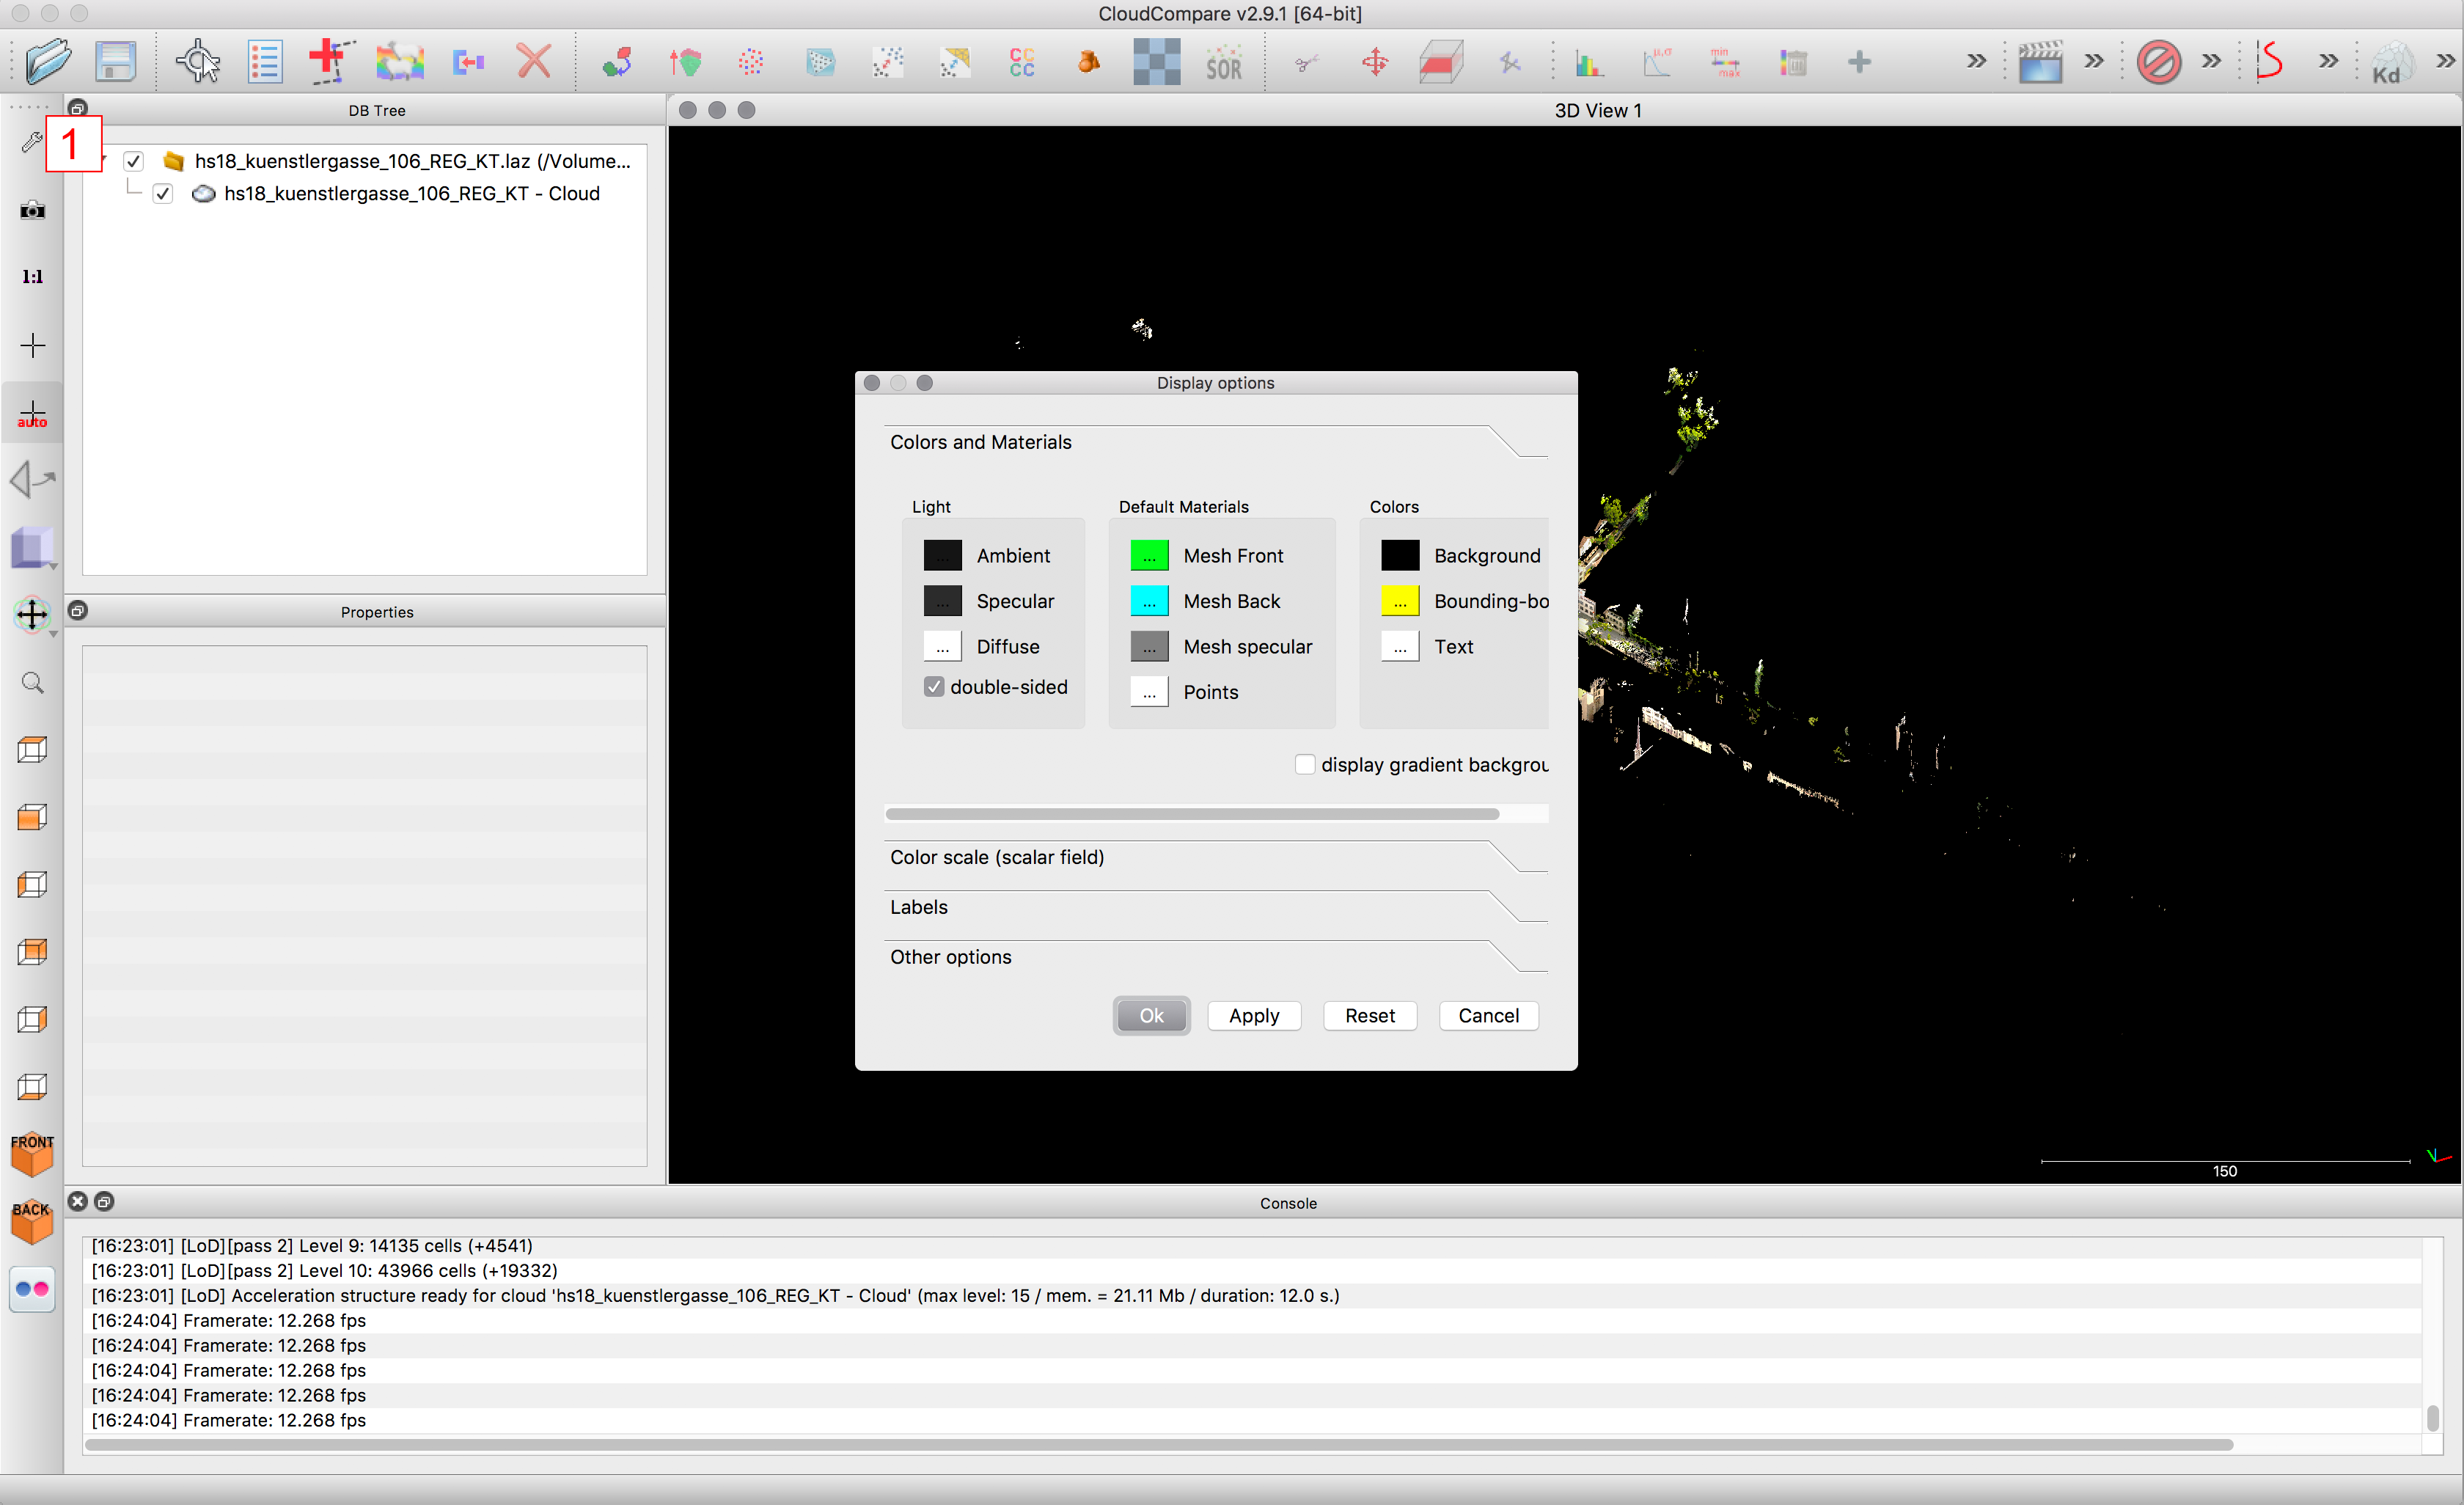 CloudCompare v2.9.1 [64-bit]
CC
CC
SOR
μ,σ
min
max
Kd
DB Tree
3D View 1
1
hs18_kuenstlergasse_106_REG_KT.laz (/Volume...
hs18_kuenstlergasse_106_REG_KT - Cloud
1:1
auto
Display options
Colors and Materials
Light
Default Materials
Colors
... Ambient
... Mesh Front
Background
... Specular
... Mesh Back
... Bounding-bo
... Diffuse
... Mesh specular
... Text
double-sided
... Points
display gradient backgrou
Color scale (scalar field)
Labels
Other options
Ok
Apply
Reset
Cancel
Properties
FRONT
BACK
150
Console
[16:23:01] [LoD][pass 2] Level 9: 14135 cells (+4541)
[16:23:01] [LoD][pass 2] Level 10: 43966 cells (+19332)
[16:23:01] [LoD] Acceleration structure ready for cloud 'hs18_kuenstlergasse_106_REG_KT - Cloud' (max level: 15 / mem. = 21.11 Mb / duration: 12.0 s.)
[16:24:04] Framerate: 12.268 fps
[16:24:04] Framerate: 12.268 fps
[16:24:04] Framerate: 12.268 fps
[16:24:04] Framerate: 12.268 fps
[16:24:04] Framerate: 12.268 fps